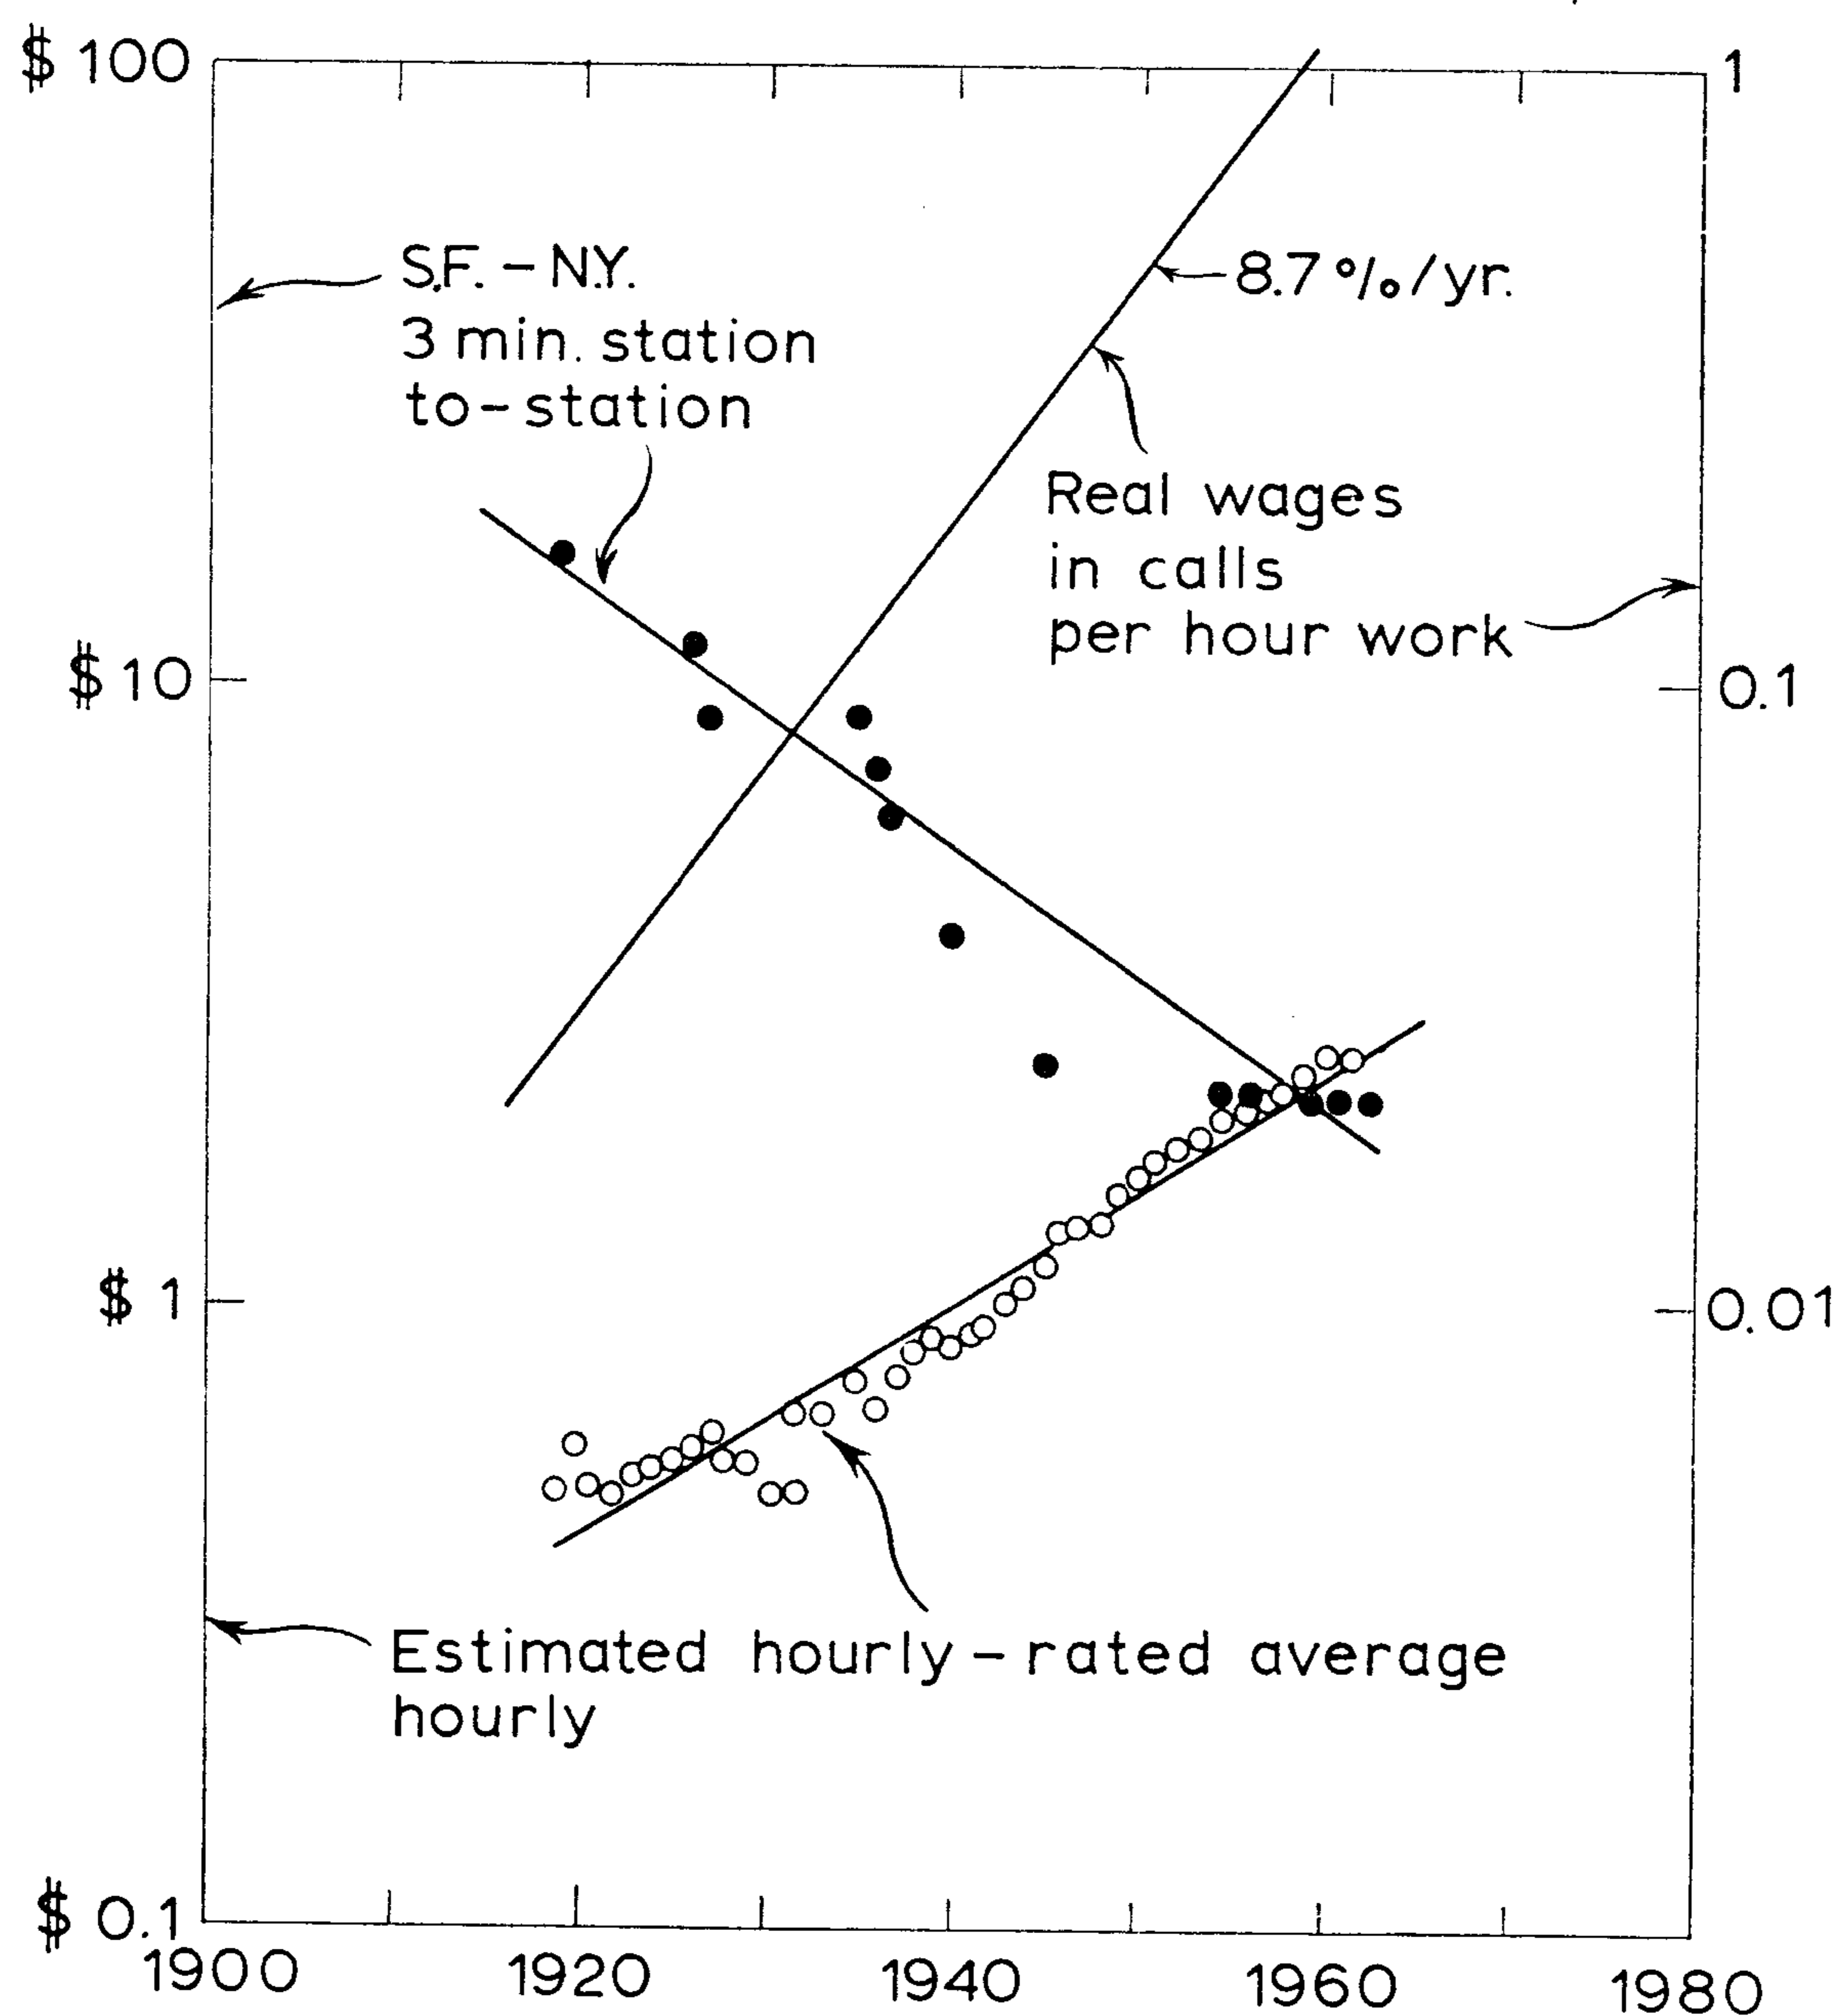 $ 100
1
S.F. – N.Y.
3 min. station
to-station
8.7 %/yr.
Real wages
in calls
per hour work
$ 10
0.1
$ 1
0.01
Estimated hourly – rated average
hourly
$ 0.1
1900
1920
1940
1960
1980